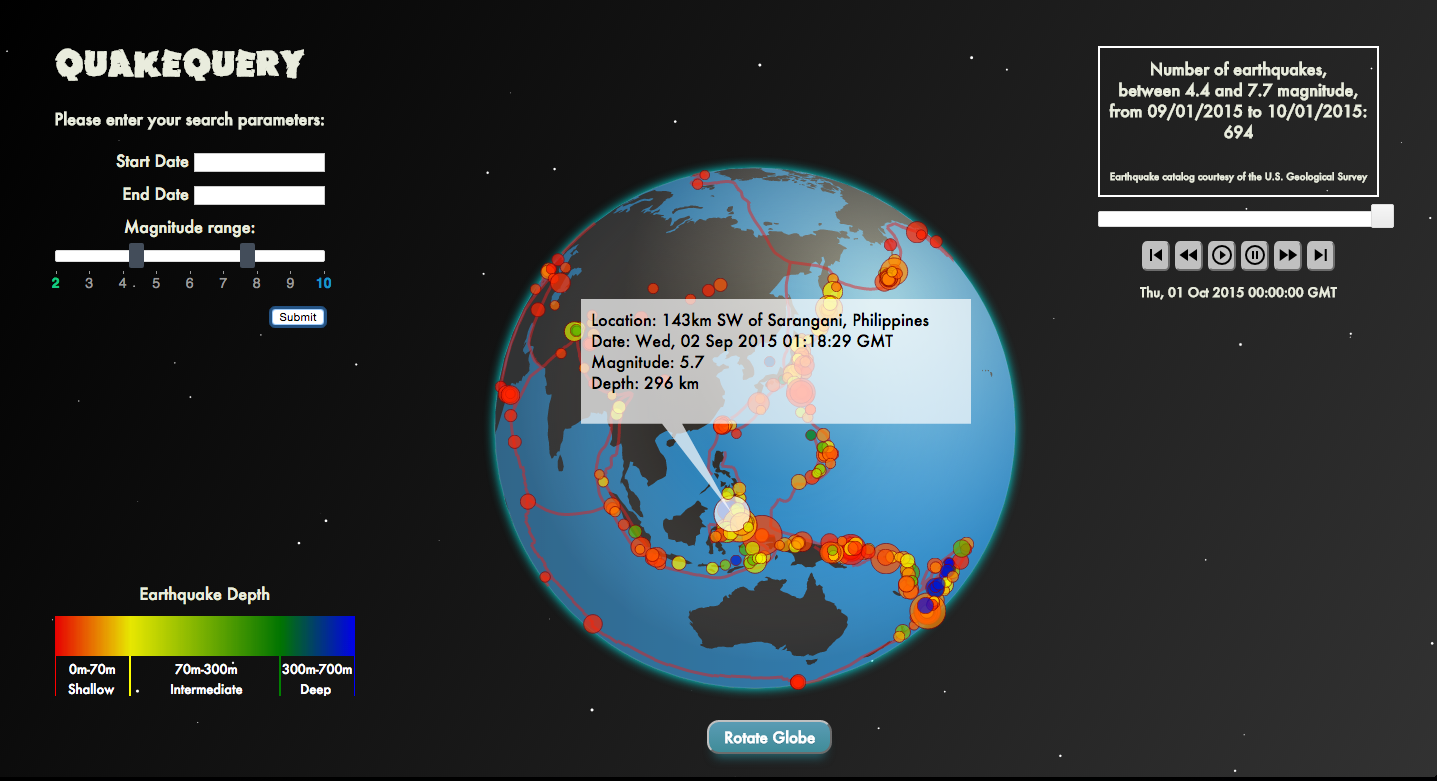 QUAKEQUERY
Please enter your search parameters:
Start Date
End Date
Magnitude range:
2 3 4 5 6 7 8 9 10
Submit
Number of earthquakes,
between 4.4 and 7.7 magnitude,
from 09/01/2015 to 10/01/2015:
694
Earthquake catalog courtesy of the U.S. Geological Survey
Thu, 01 Oct 2015 00:00:00 GMT
Location: 143km SW of Sarangani, Philippines
Date: Wed, 02 Sep 2015 01:18:29 GMT
Magnitude: 5.7
Depth: 296 km
Earthquake Depth
0m-70m 70m-300m 300m-700m
Shallow Intermediate Deep
Rotate Globe